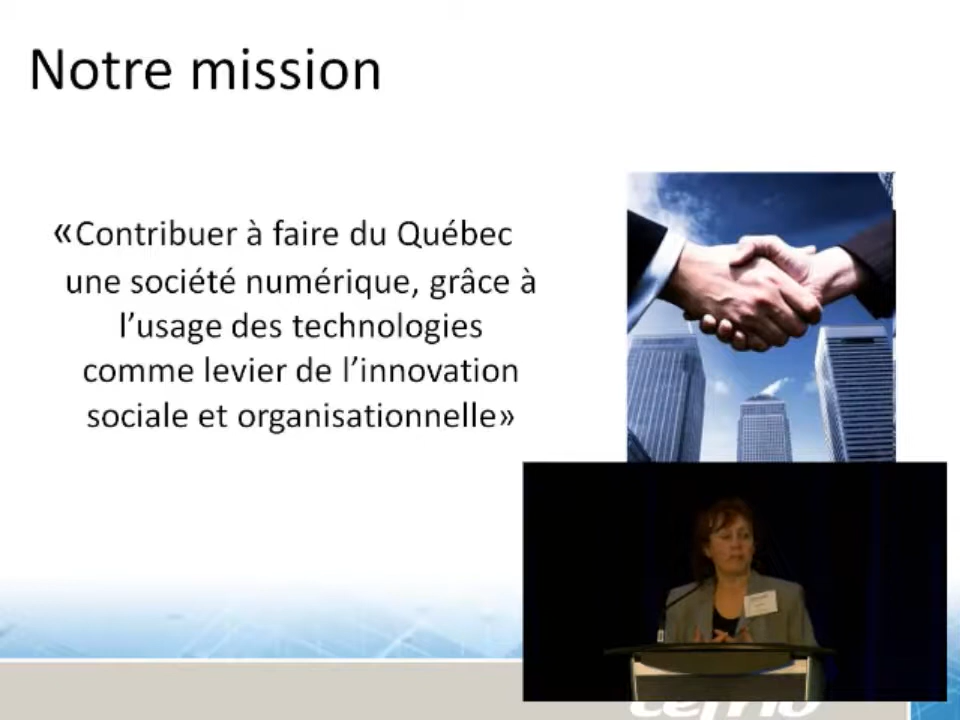 Notre mission
«Contribuer à faire du Québec
une société numérique, grâce à
l’usage des technologies
comme levier de l’innovation
sociale et organisationnelle»